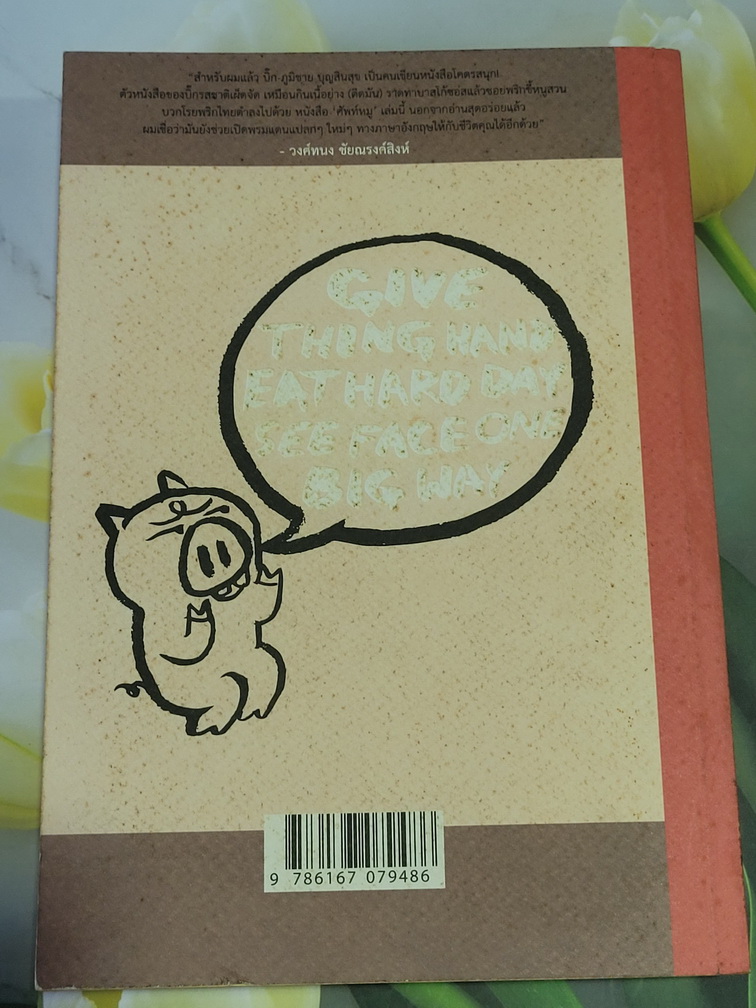 "สำหรับผมแล้ว บิ๊ก ภูมิชาย บุญสินสุข เป็นคนเขียนหนังสือโคตรสนุก!
ตัวหนังสือของบิ๊กรสชาติเผ็ดจัด เหมือนกินเนื้อย่าง (ติดมัน) ราดทาบาสโก้ซอสแล้วซอยพริกขี้หนูสวน
บวกโรยพริกไทยดำลงไปด้วย หนังสือ 'ศัพท์หมู' เล่มนี้ นอกจากอ่านสุดอร่อยแล้ว
ผมเชื่อว่ามันยังช่วยเปิดพรมแดนแปลกๆ ใหม่ๆ ทางภาษาอังกฤษให้กับชีวิตคุณได้อีกด้วย"
- วงศ์ทนง ชัยณรงค์สิงห์
GIVE
THING HAND
EAT HARD DAY
SEE FACE ONE
BIG WAY
9 786167 079486